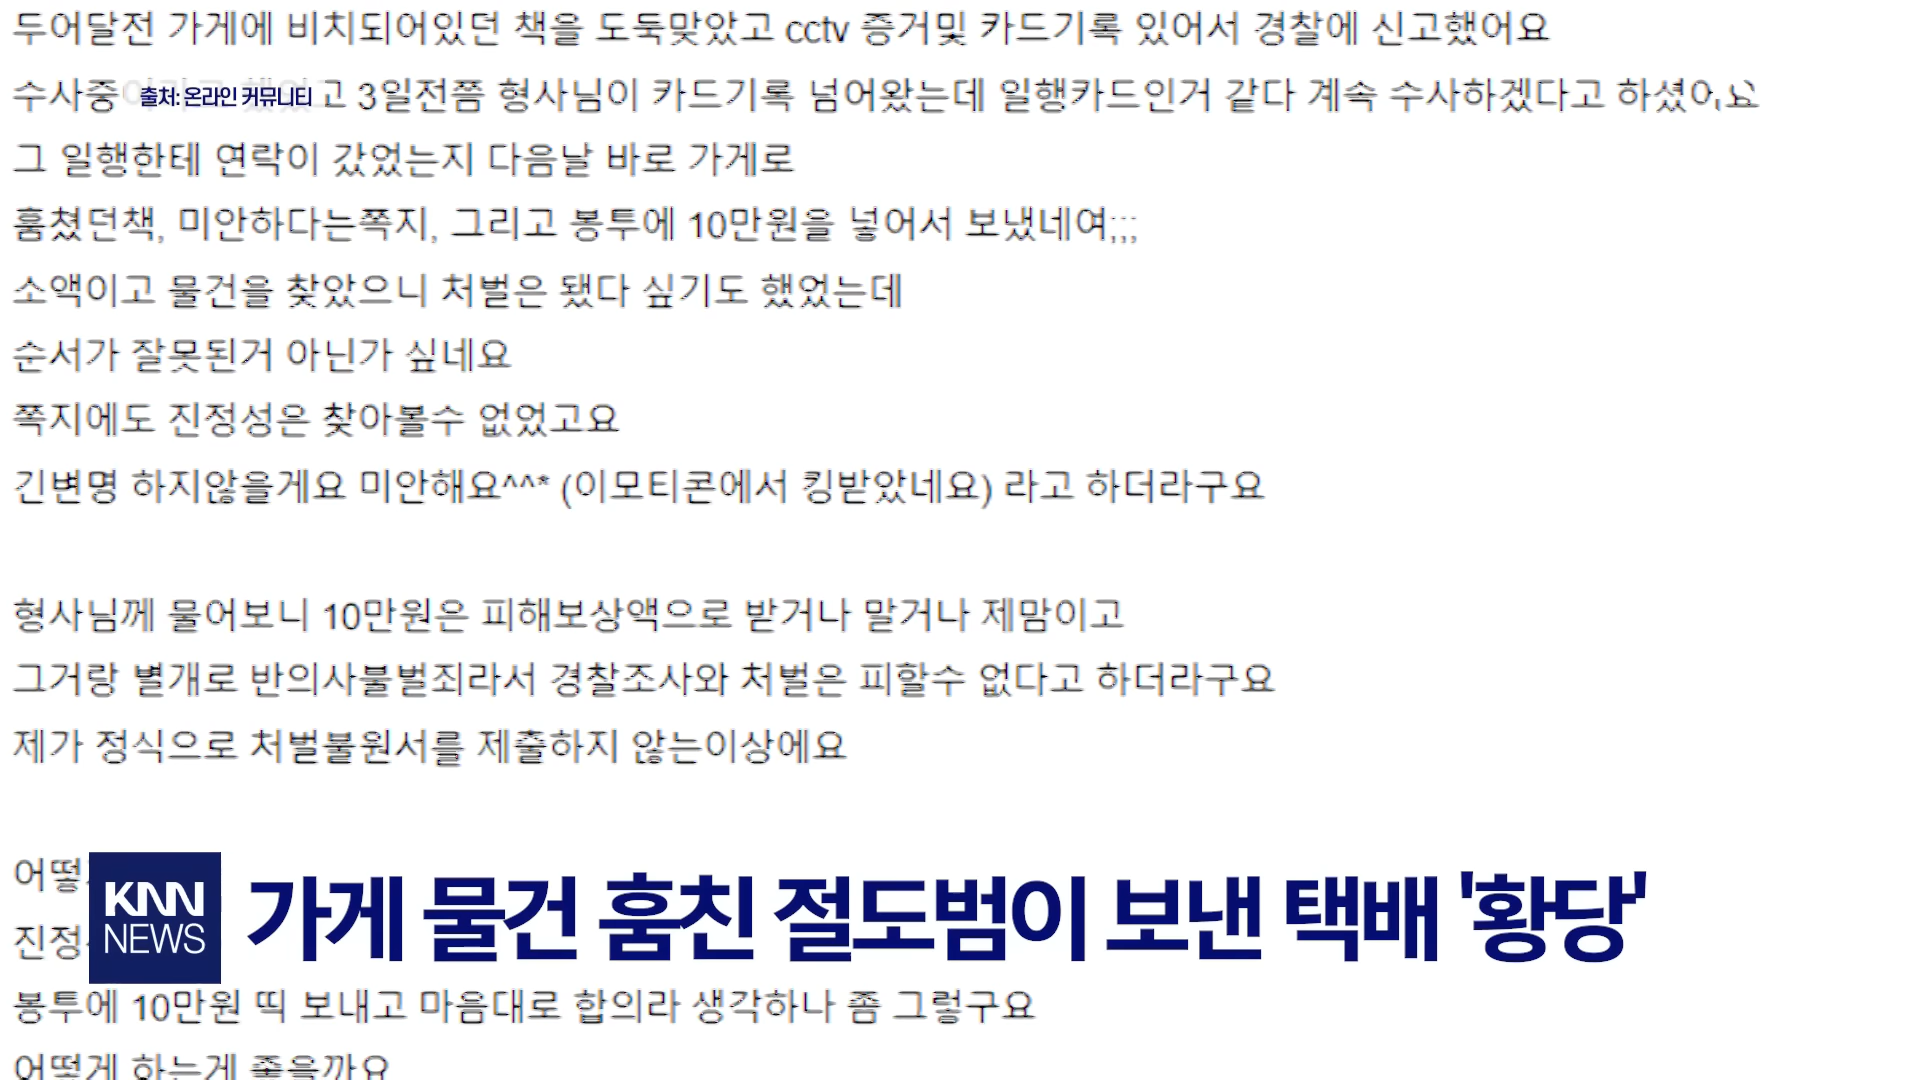 두어달전 가게에 비치되어있던 책을 도둑맞았고 cctv 증거및 카드기록 있어서 경찰에 신고했어요
수사중 고 3일전쯤 형사님이 카드기록 넘어왔는데 일행카드인거 같다 계속 수사하겠다고 하셨어요
출처: 온라인 커뮤니티
그 일행한테 연락이 갔었는지 다음날 바로 가게로
훔쳤던책, 미안하다는쪽지, 그리고 봉투에 10만원을 넣어서 보냈네여;;;
소액이고 물건을 찾았으니 처벌은 됐다 싶기도 했었는데
순서가 잘못된거 아닌가 싶네요
쪽지에도 진정성은 찾아볼수 없었고요
긴변명 하지않을게요 미안해요^^* (이모티콘에서 킹받았네요) 라고 하더라구요
형사님께 물어보니 10만원은 피해보상액으로 받거나 말거나 제맘이고
그거랑 별개로 반의사불벌죄라서 경찰조사와 처벌은 피할수 없다고 하더라구요
제가 정식으로 처벌불원서를 제출하지 않는이상에요
어떻
진정
KNN
NEWS
가게 물건 훔친 절도범이 보낸 택배 '황당'
봉투에 10만원 띡 보내고 마음대로 합의라 생각하나 좀 그렇구요
어떻게 하는게 좋을까요